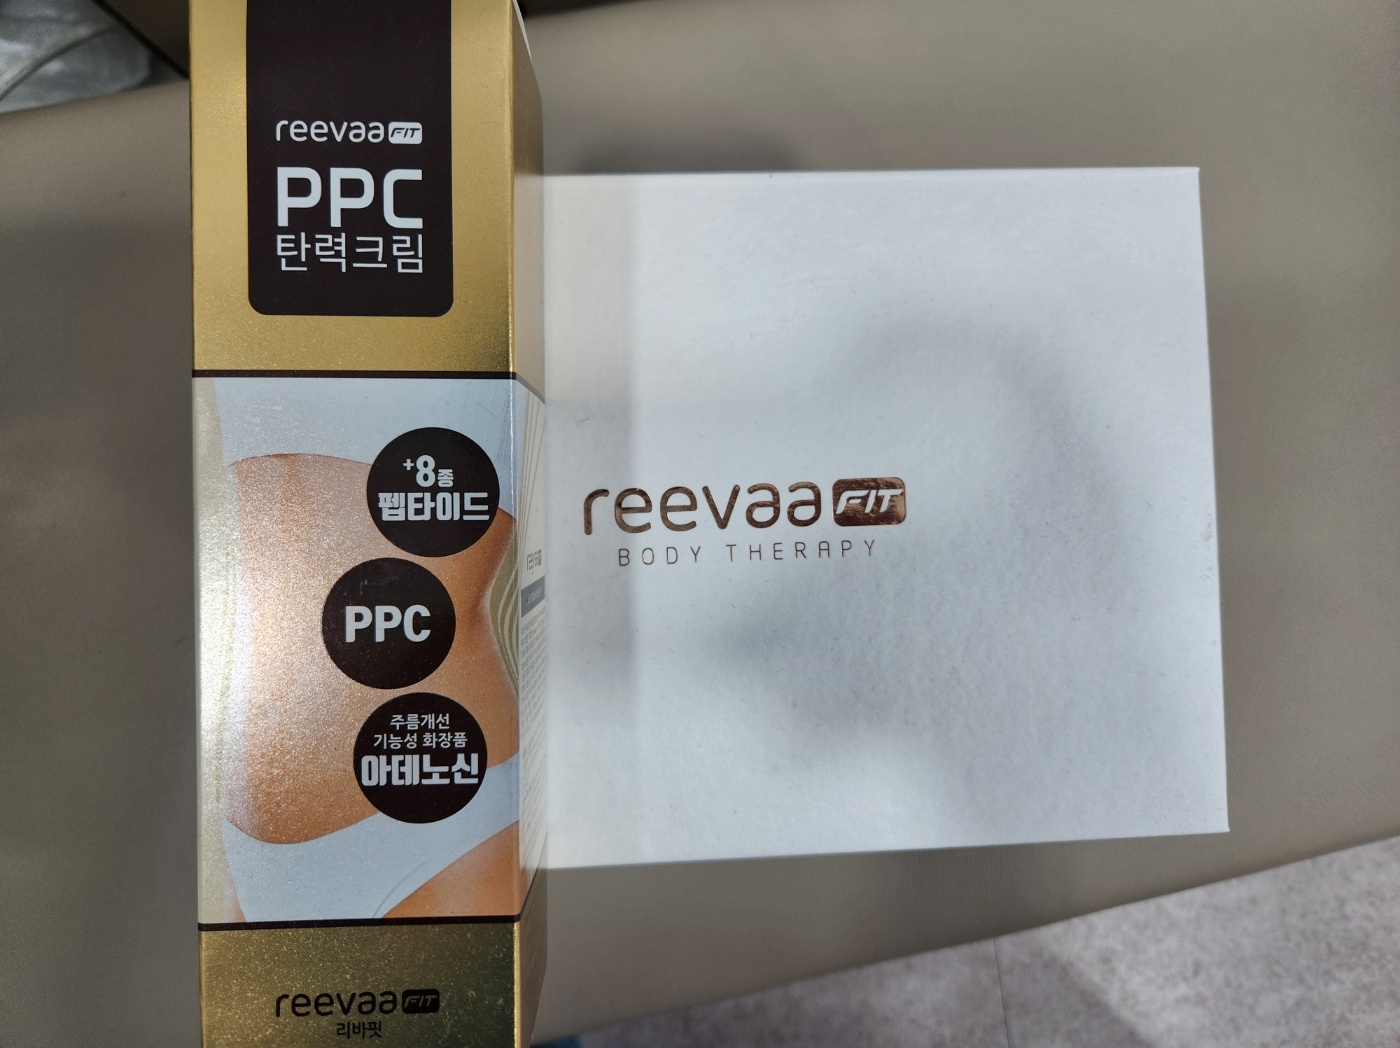 reevaa FIT
PPC
탄력크림
+8종
펩타이드
PPC
주름개선
기능성 화장품
아데노신
reevaa FIT
리바핏
reevaa FIT
BODY THERAPY